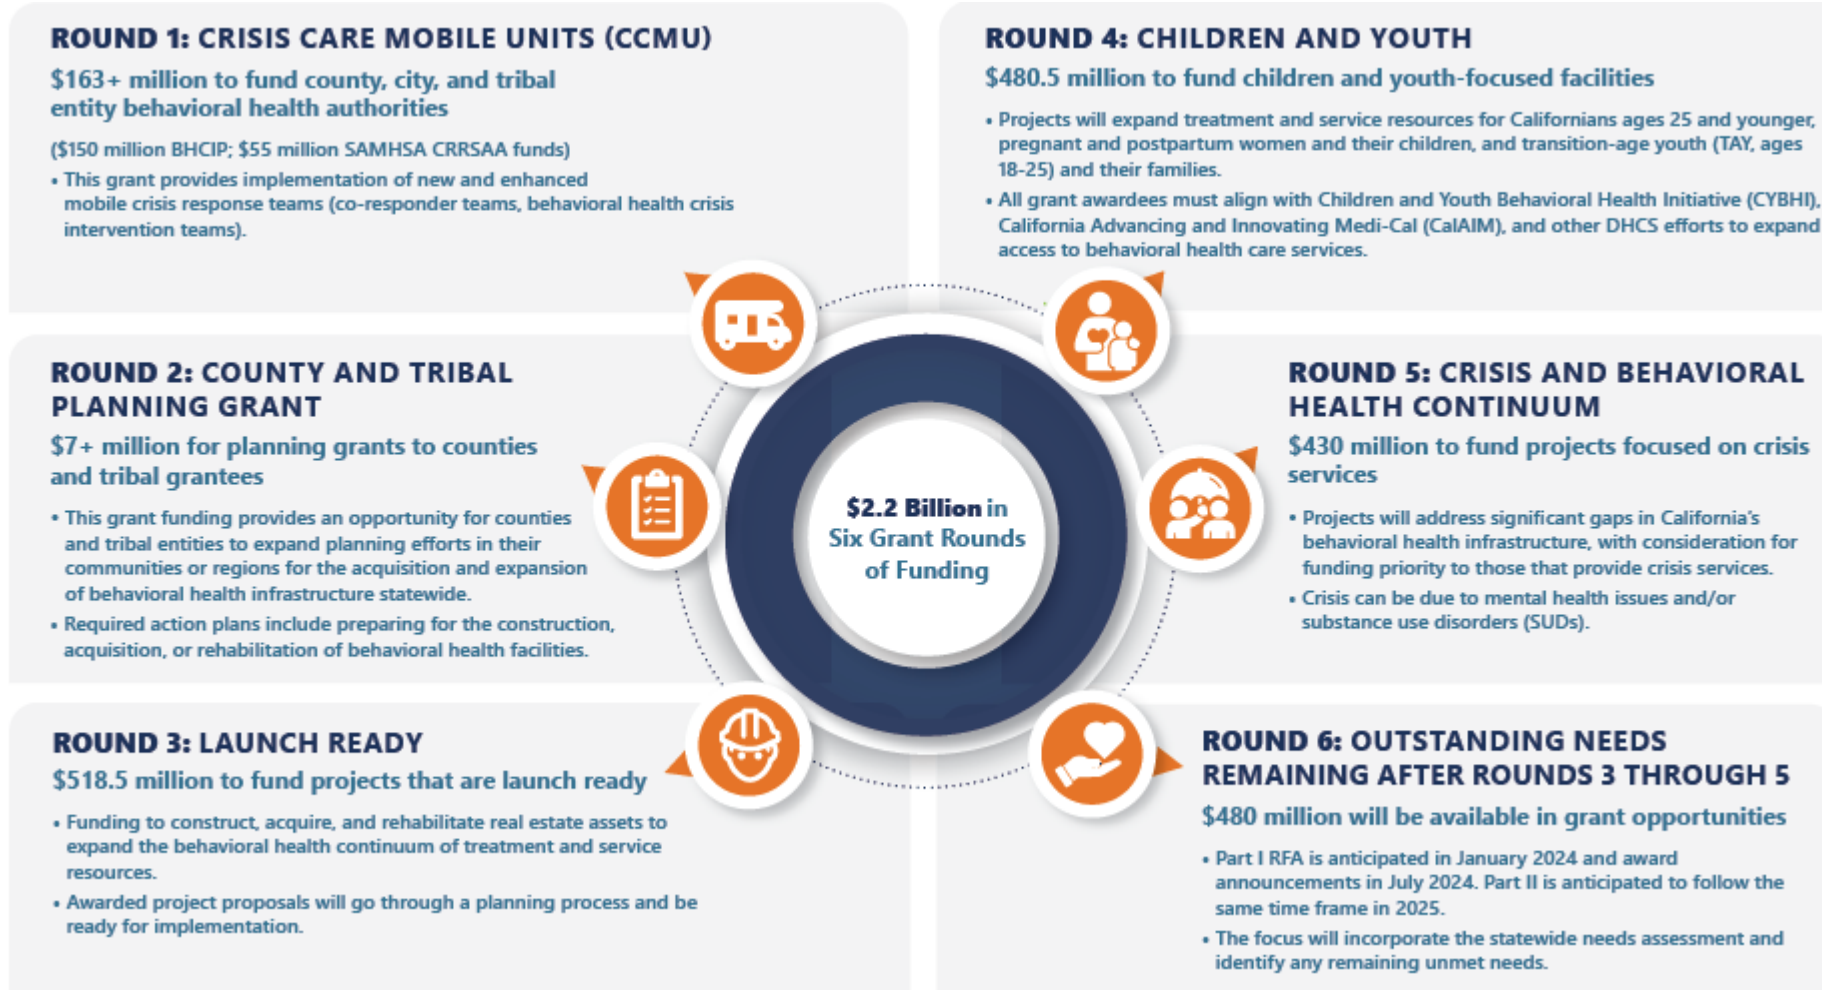 ROUND 1: CRISIS CARE MOBILE UNITS (CCMU)
$163+ million to fund county, city, and tribal
entity behavioral health authorities
($150 million BHCIP; $55 million SAMHSA CRRSAA funds)
• This grant provides implementation of new and enhanced
mobile crisis response teams (co-responder teams, behavioral health crisis
intervention teams).
ROUND 2: COUNTY AND TRIBAL
PLANNING GRANT
$7+ million for planning grants to counties
and tribal grantees
• This grant funding provides an opportunity for counties
and tribal entities to expand planning efforts in their
communities or regions for the acquisition and expansion
of behavioral health infrastructure statewide.
• Required action plans include preparing for the construction,
acquisition, or rehabilitation of behavioral health facilities.
ROUND 3: LAUNCH READY
$518.5 million to fund projects that are launch ready
• Funding to construct, acquire, and rehabilitate real estate assets to
expand the behavioral health continuum of treatment and service
resources.
• Awarded project proposals will go through a planning process and be
ready for implementation.
$2.2 Billion in
Six Grant Rounds
of Funding
ROUND 4: CHILDREN AND YOUTH
$480.5 million to fund children and youth-focused facilities
• Projects will expand treatment and service resources for Californians ages 25 and younger,
pregnant and postpartum women and their children, and transition-age youth (TAY, ages
18-25) and their families.
• All grant awardees must align with Children and Youth Behavioral Health Initiative (CYBHI),
California Advancing and Innovating Medi-Cal (CalAIM), and other DHCS efforts to expand
access to behavioral health care services.
ROUND 5: CRISIS AND BEHAVIORAL
HEALTH CONTINUUM
$430 million to fund projects focused on crisis
services
• Projects will address significant gaps in California's
behavioral health infrastructure, with consideration for
funding priority to those that provide crisis services.
• Crisis can be due to mental health issues and/or
substance use disorders (SUDs).
ROUND 6: OUTSTANDING NEEDS
REMAINING AFTER ROUNDS 3 THROUGH 5
$480 million will be available in grant opportunities
• Part I RFA is anticipated in January 2024 and award
announcements in July 2024. Part II is anticipated to follow the
same time frame in 2025.
• The focus will incorporate the statewide needs assessment and
identify any remaining unmet needs.